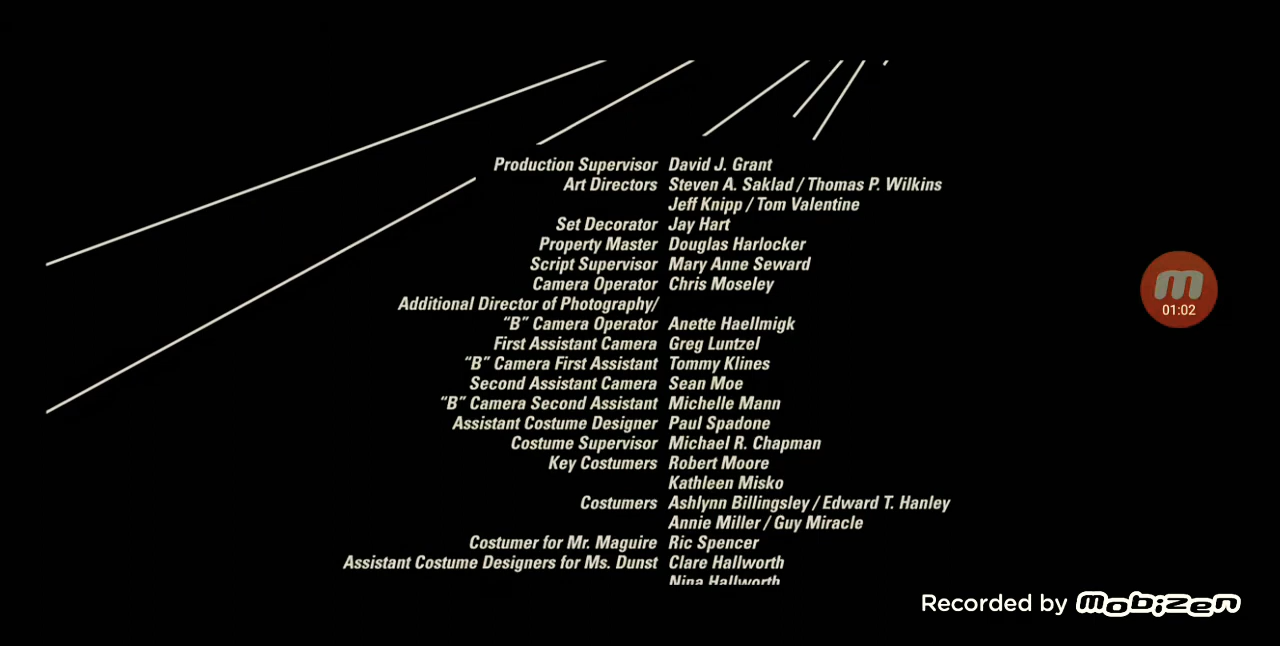 Production Supervisor David J. Grant
Art Directors Steven A. Saklad / Thomas P. Wilkins
Jeff Knipp / Tom Valentine
Set Decorator Jay Hart
Property Master Douglas Harlocker
Script Supervisor Mary Anne Seward
Camera Operator Chris Moseley
Additional Director of Photography/
"B" Camera Operator Anette Haellmigk
First Assistant Camera Greg Luntzel
"B" Camera First Assistant Tommy Klines
Second Assistant Camera Sean Moe
"B" Camera Second Assistant Michelle Mann
Assistant Costume Designer Paul Spadone
Costume Supervisor Michael R. Chapman
Key Costumers Robert Moore
Kathleen Misko
Costumers Ashlynn Billingsley / Edward T. Hanley
Annie Miller / Guy Miracle
Costumer for Mr. Maguire Ric Spencer
Assistant Costume Designers for Ms. Dunst Clare Hallworth
Nina Hallworth
m
01:02
Recorded by mobizen